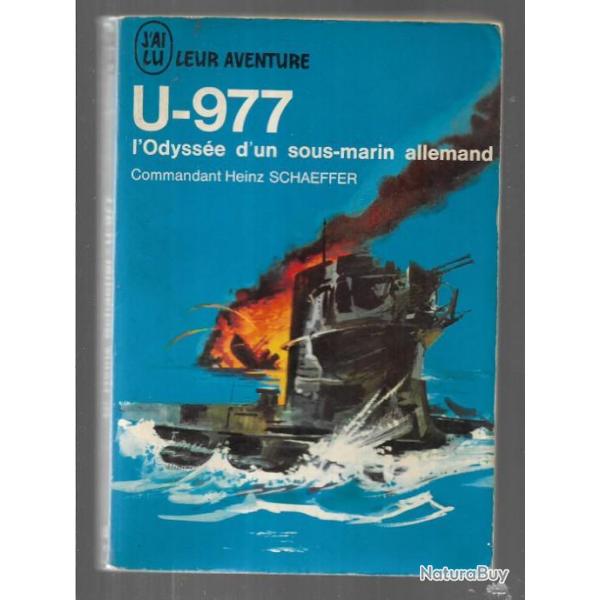 J'AI
LU
LEUR AVENTURE
U-977
l'Odyssée d'un sous-marin allemand
Commandant Heinz SCHAEFFER
NaturaBuy